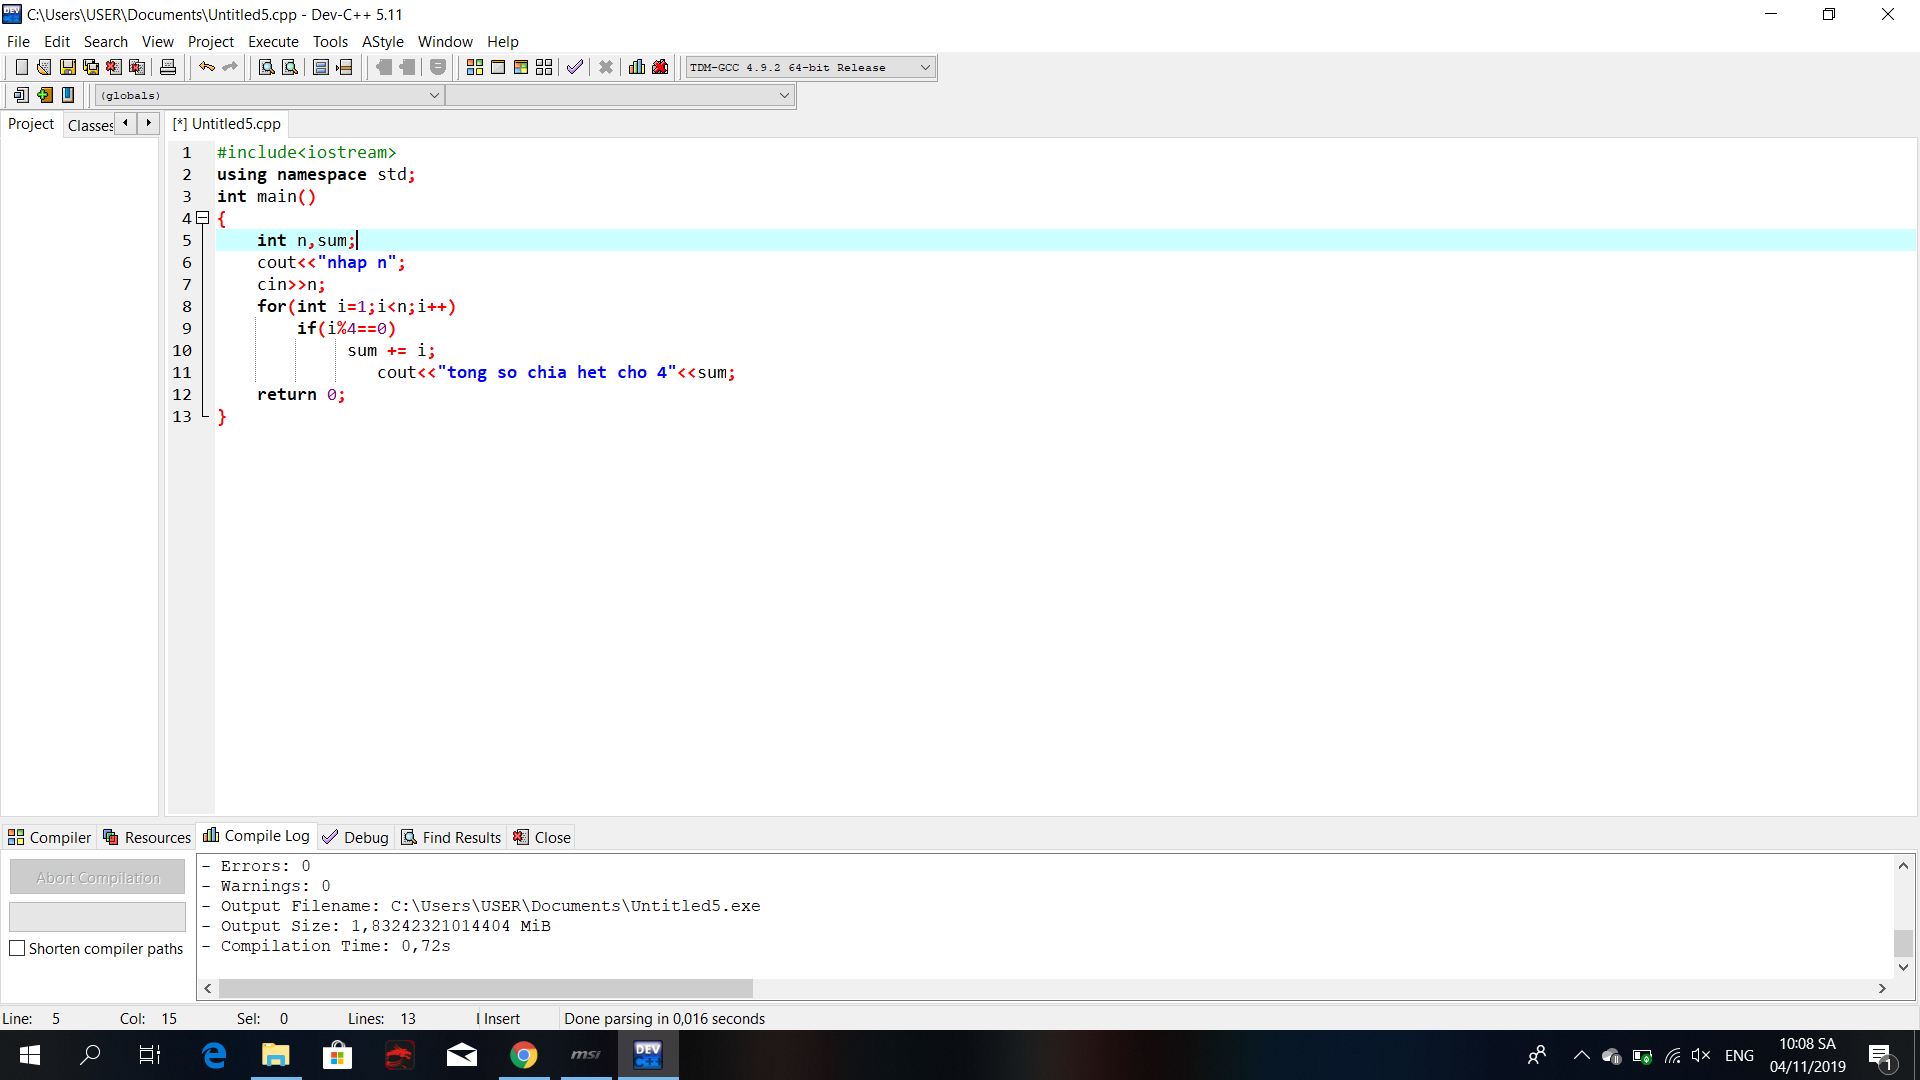 C:\Users\USER\Documents\Untitled5.cpp - Dev-C++ 5.11
File Edit Search View Project Execute Tools AStyle Window Help
TDM-GCC 4.9.2 64-bit Release
(globals)
Project Classes [*] Untitled5.cpp
1 #include<iostream>
2 using namespace std;
3 int main()
4 {
5 int n,sum;
6 cout<<"nhap n";
7 cin>>n;
8 for(int i=1;i<n;i++)
9 if(i%4==0)
10 sum += i;
11 cout<<"tong so chia het cho 4"<<sum;
12 return 0;
13 }
Compiler Resources Compile Log Debug Find Results Close
Abort Compilation
Shorten compiler paths
- Errors: 0
- Warnings: 0
- Output Filename: C:\Users\USER\Documents\Untitled5.exe
- Output Size: 1,83242321014404 MiB
- Compilation Time: 0,72s
Line: 5 Col: 15 Sel: 0 Lines: 13 Insert Done parsing in 0,016 seconds
msi DEV C++ ENG 10:08 SA
04/11/2019 1